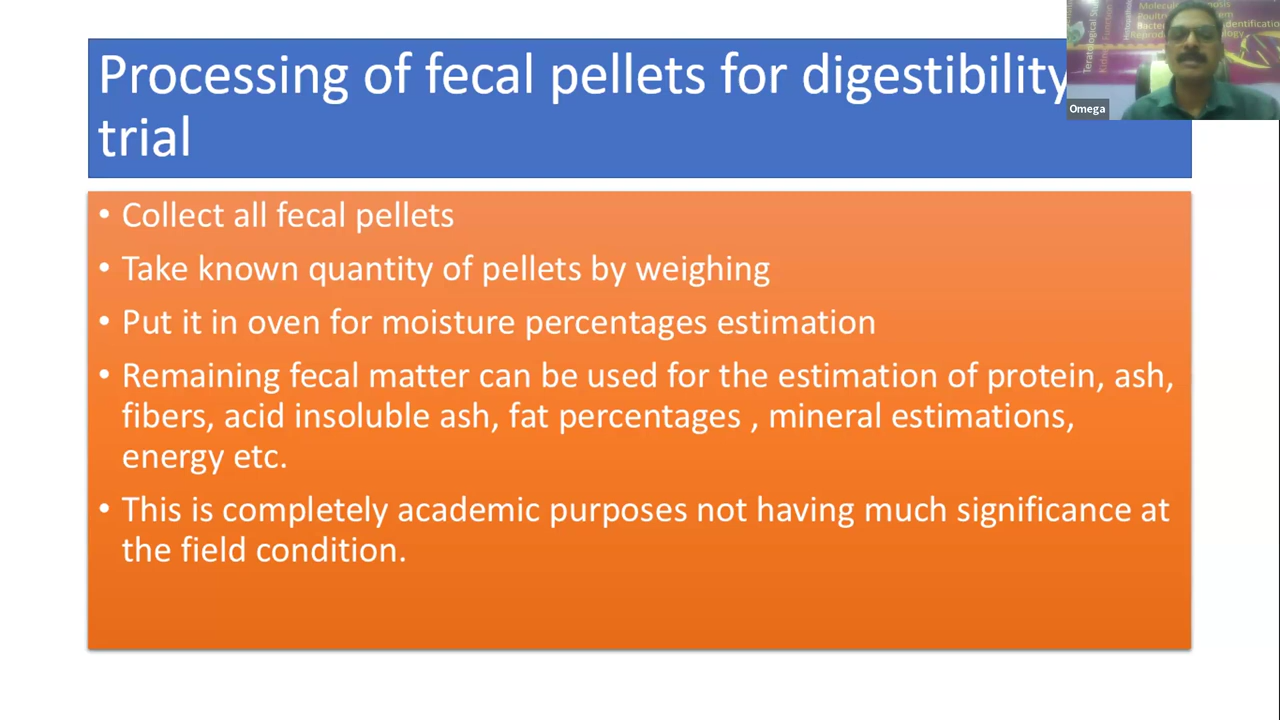 Processing of fecal pellets for digestibility
trial
• Collect all fecal pellets
• Take known quantity of pellets by weighing
• Put it in oven for moisture percentages estimation
• Remaining fecal matter can be used for the estimation of protein, ash,
fibers, acid insoluble ash, fat percentages , mineral estimations,
energy etc.
• This is completely academic purposes not having much significance at
the field condition.
Omega
Teratological